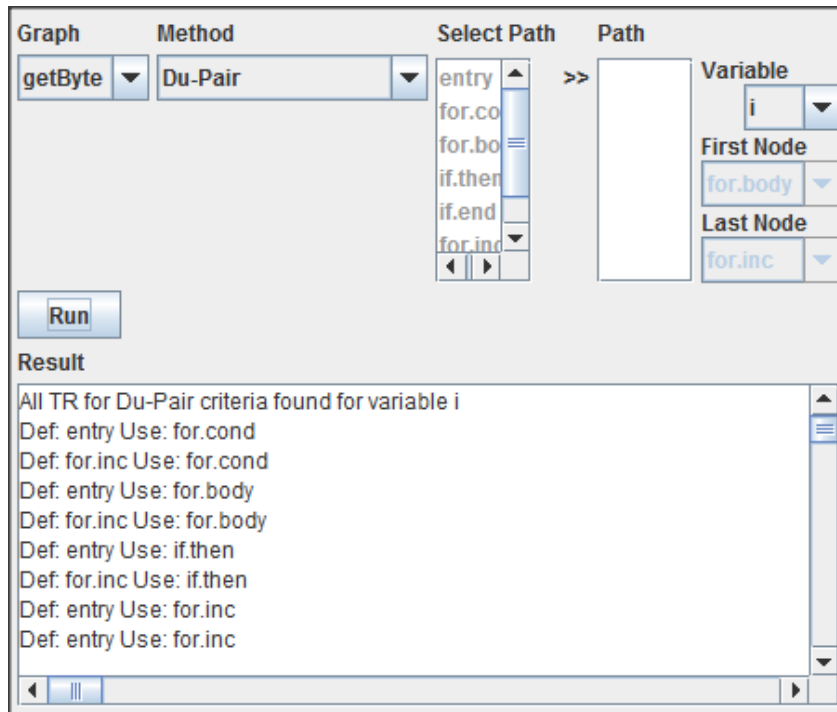 Graph
Method
Select Path
Path
getByte
Du-Pair
entry
for.co
for.bo
if.then
if.end
for.inc
>>
Variable
i
First Node
for.body
Last Node
for.inc
Run
Result
All TR for Du-Pair criteria found for variable i
Def: entry Use: for.cond
Def: for.inc Use: for.cond
Def: entry Use: for.body
Def: for.inc Use: for.body
Def: entry Use: if.then
Def: for.inc Use: if.then
Def: entry Use: for.inc
Def: entry Use: for.inc